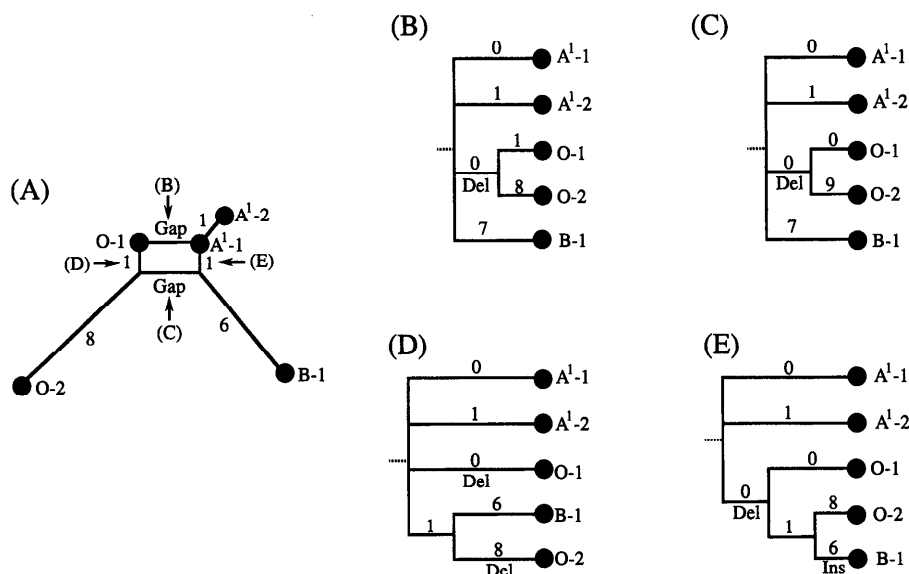 (A)
(B)
Gap
1
A¹-2
O-1
A¹-1
(D)
1
1
(E)
Gap
(C)
8
6
O-2
B-1
(B)
0
A¹-1
1
A¹-2
1
O-1
0
Del
8
O-2
7
B-1
(C)
0
A¹-1
1
A¹-2
0
O-1
0
Del
9
O-2
7
B-1
(D)
0
A¹-1
1
A¹-2
0
O-1
Del
6
B-1
1
8
O-2
Del
(E)
0
A¹-1
1
A¹-2
0
O-1
0
Del
8
O-2
1
6
B-1
Ins